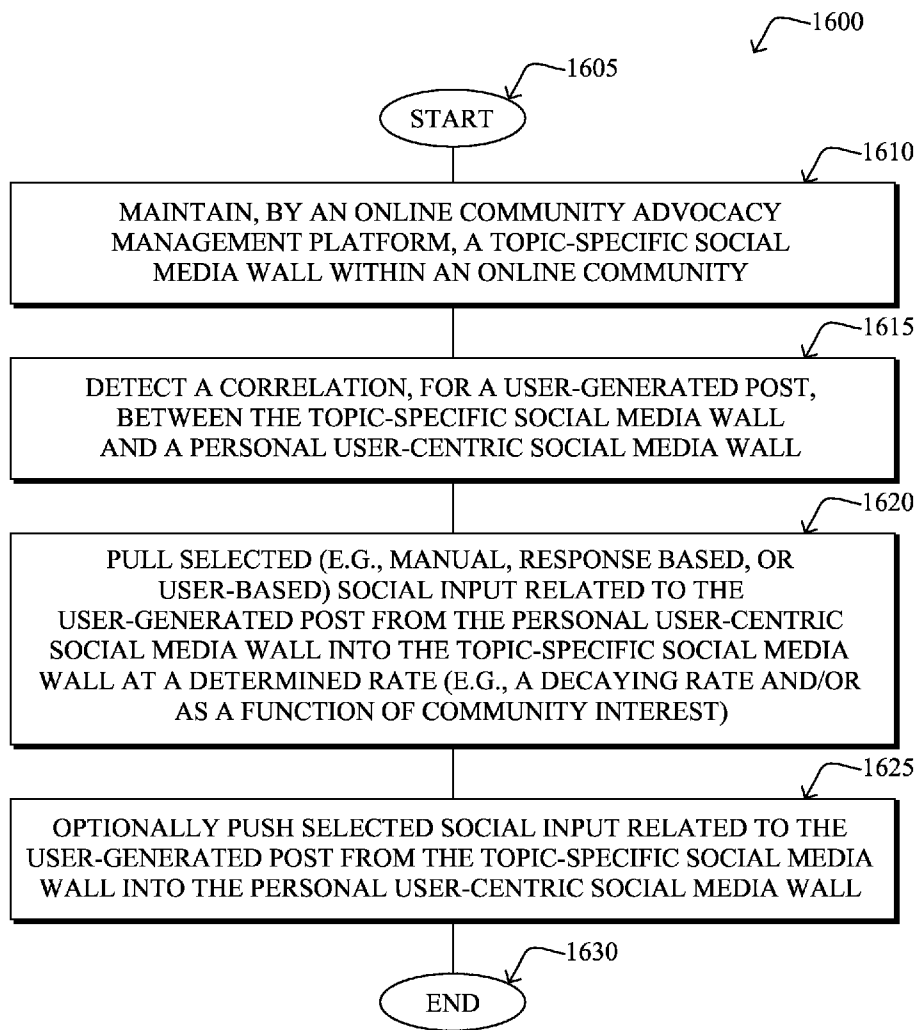 1600
1605
START
1610
MAINTAIN, BY AN ONLINE COMMUNITY ADVOCACY
MANAGEMENT PLATFORM, A TOPIC-SPECIFIC SOCIAL
MEDIA WALL WITHIN AN ONLINE COMMUNITY
1615
DETECT A CORRELATION, FOR A USER-GENERATED POST,
BETWEEN THE TOPIC-SPECIFIC SOCIAL MEDIA WALL
AND A PERSONAL USER-CENTRIC SOCIAL MEDIA WALL
1620
PULL SELECTED (E.G., MANUAL, RESPONSE BASED, OR
USER-BASED) SOCIAL INPUT RELATED TO THE
USER-GENERATED POST FROM THE PERSONAL USER-CENTRIC
SOCIAL MEDIA WALL INTO THE TOPIC-SPECIFIC SOCIAL MEDIA
WALL AT A DETERMINED RATE (E.G., A DECAYING RATE AND/OR
AS A FUNCTION OF COMMUNITY INTEREST)
1625
OPTIONALLY PUSH SELECTED SOCIAL INPUT RELATED TO THE
USER-GENERATED POST FROM THE TOPIC-SPECIFIC SOCIAL MEDIA
WALL INTO THE PERSONAL USER-CENTRIC SOCIAL MEDIA WALL
1630
END